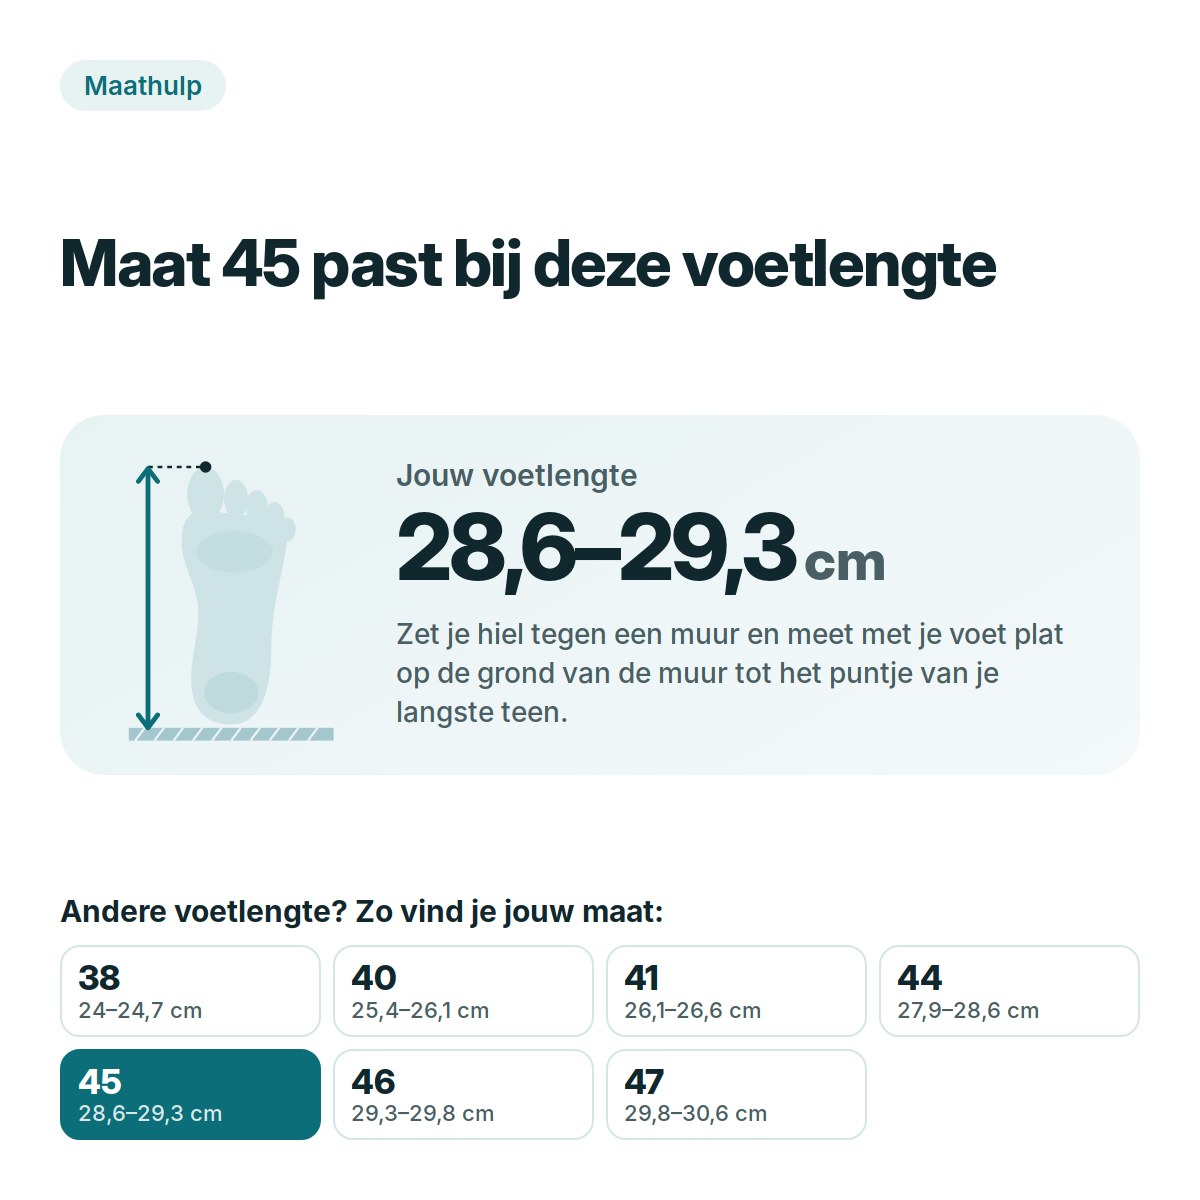 Maathulp
Maat 45 past bij deze voetlengte
Jouw voetlengte
28,6–29,3 cm
Zet je hiel tegen een muur en meet met je voet plat
op de grond van de muur tot het puntje van je
langste teen.
Andere voetlengte? Zo vind je jouw maat:
38
24–24,7 cm
40
25,4–26,1 cm
41
26,1–26,6 cm
44
27,9–28,6 cm
45
28,6–29,3 cm
46
29,3–29,8 cm
47
29,8–30,6 cm